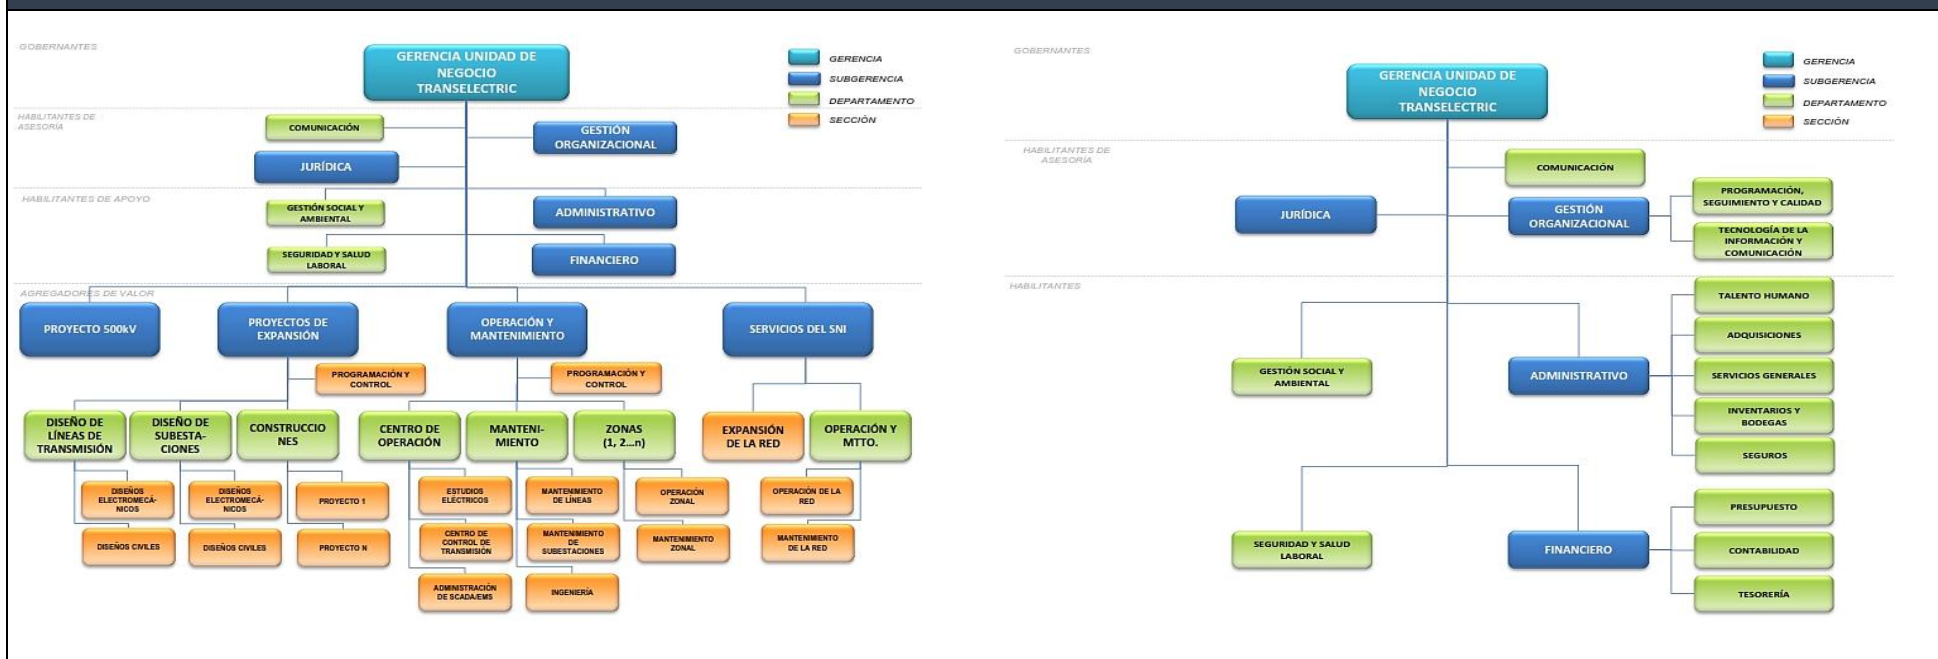 GOBERNANTES
GERENCIA UNIDAD DE
NEGOCIO
TRANSELECTRIC
GERENCIA
SUBGERENCIA
DEPARTAMENTO
SECCIÓN
HABILITANTES DE
ASESORÍA
COMUNICACIÓN
GESTIÓN
ORGANIZACIONAL
JURÍDICA
HABILITANTES DE APOYO
GESTIÓN SOCIAL Y
AMBIENTAL
ADMINISTRATIVO
SEGURIDAD Y SALUD
LABORAL
FINANCIERO
AGREGADORES DE VALOR
PROYECTO 500kV
PROYECTOS DE
EXPANSIÓN
OPERACIÓN Y
MANTENIMIENTO
SERVICIOS DEL SNI
PROGRAMACIÓN Y
CONTROL
PROGRAMACIÓN Y
CONTROL
DISEÑO DE
LÍNEAS DE
TRANSMISIÓN
DISEÑO DE
SUBESTA-
CIONES
CONSTRUCCIO
NES
CENTRO DE
OPERACIÓN
MANTENI-
MIENTO
ZONAS
(1, 2...n)
EXPANSIÓN
DE LA RED
OPERACIÓN Y
MTTO.
DISEÑOS
ELECTROMECÁ-
NICOS
DISEÑOS
ELECTROMECÁ-
NICOS
PROYECTO 1
ESTUDIOS
ELÉCTRICOS
MANTENIMIENTO
DE LÍNEAS
OPERACIÓN
ZONAL
OPERACIÓN DE LA
RED
DISEÑOS CIVILES
DISEÑOS CIVILES
PROYECTO N
CENTRO DE
CONTROL DE
TRANSMISIÓN
MANTENIMIENTO
DE
SUBESTACIONES
MANTENIMIENTO
ZONAL
MANTENIMIENTO
DE LA RED
ADMINISTRACIÓN
DE SCADA/EMS
INGENIERÍA
GOBERNANTES
GERENCIA UNIDAD DE
NEGOCIO
TRANSELECTRIC
GERENCIA
SUBGERENCIA
DEPARTAMENTO
SECCIÓN
HABILITANTES DE
ASESORÍA
COMUNICACIÓN
JURÍDICA
GESTIÓN
ORGANIZACIONAL
PROGRAMACIÓN,
SEGUIMIENTO Y CALIDAD
TECNOLOGÍA DE LA
INFORMACIÓN Y
COMUNICACIÓN
HABILITANTES
TALENTO HUMANO
ADQUISICIONES
GESTIÓN SOCIAL Y
AMBIENTAL
ADMINISTRATIVO
SERVICIOS GENERALES
INVENTARIOS Y
BODEGAS
SEGUROS
PRESUPUESTO
SEGURIDAD Y SALUD
LABORAL
FINANCIERO
CONTABILIDAD
TESORERÍA